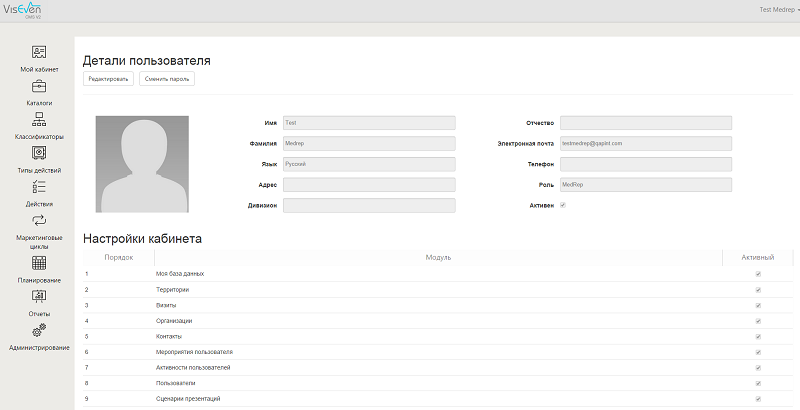 VISEVEN
CRMS V2
Test Medrep
Мой кабинет
Каталоги
Классификаторы
Типы действий
Действия
Маркетинговые
циклы
Планирование
Отчеты
Администрирование
Детали пользователя
Редактировать Сменить пароль
Имя Test Отчество
Фамилия Medrep Электронная почта testmedrep@qapint.com
Язык Русский Телефон
Адрес Роль MedRep
Дивизион Активен
Настройки кабинета
Порядок Модуль Активный
1 Моя база данных
2 Территории
3 Визиты
4 Организации
5 Контакты
6 Мероприятия пользователя
7 Активности пользователей
8 Пользователи
9 Сценарии презентаций